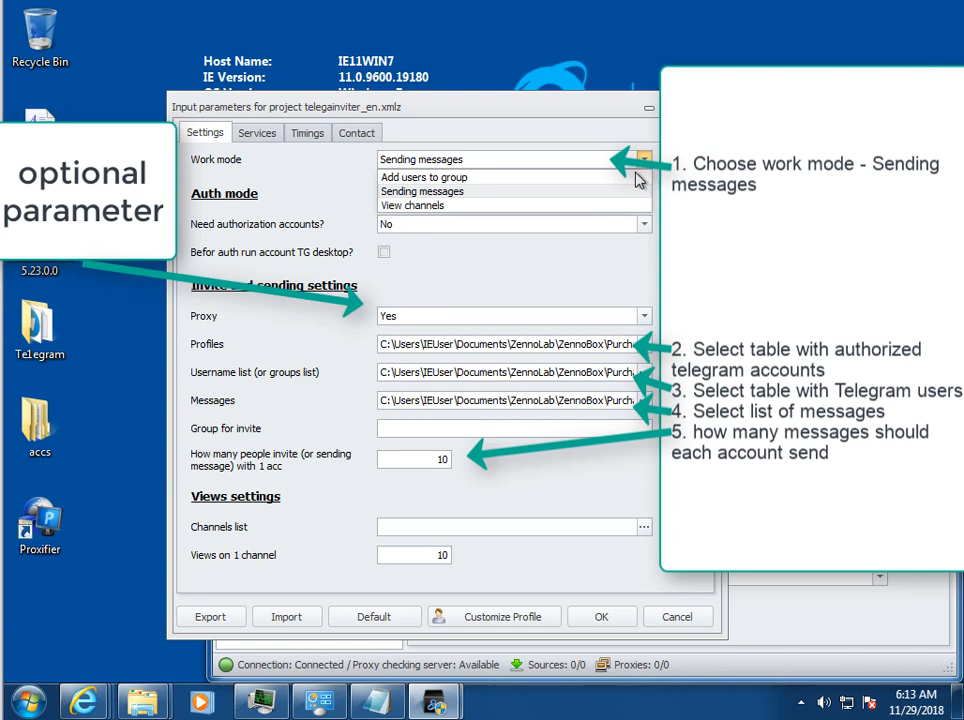 Recycle Bin
Host Name: IE11WIN7
IE Version: 11.0.9600.19180
Input parameters for project telegainviter_en.xmlz
Settings Services Timings Contact
optional
parameter
Work mode Sending messages
Add users to group
Sending messages
View channels
1. Choose work mode - Sending
messages
Auth mode
Need authorization accounts? No
Befor auth run account TG desktop?
5.23.0.0
Invite and sending settings
Proxy Yes
Profiles C:\Users\IEUser\Documents\ZennoLab\ZennoBox\Purch
Username list (or groups list) C:\Users\IEUser\Documents\ZennoLab\ZennoBox\Purch
Messages C:\Users\IEUser\Documents\ZennoLab\ZennoBox\Purch
2. Select table with authorized
telegram accounts
3. Select table with Telegram users
4. Select list of messages
5. how many messages should
each account send
Telegram
Group for invite
How many people invite (or sending
message) with 1 acc 10
accs
Views settings
Channels list ...
Views on 1 channel 10
Proxifier
Export Import Default Customize Profile OK Cancel
Connection: Connected / Proxy checking server: Available Sources: 0/0 Proxies: 0/0
6:13 AM
11/29/2018